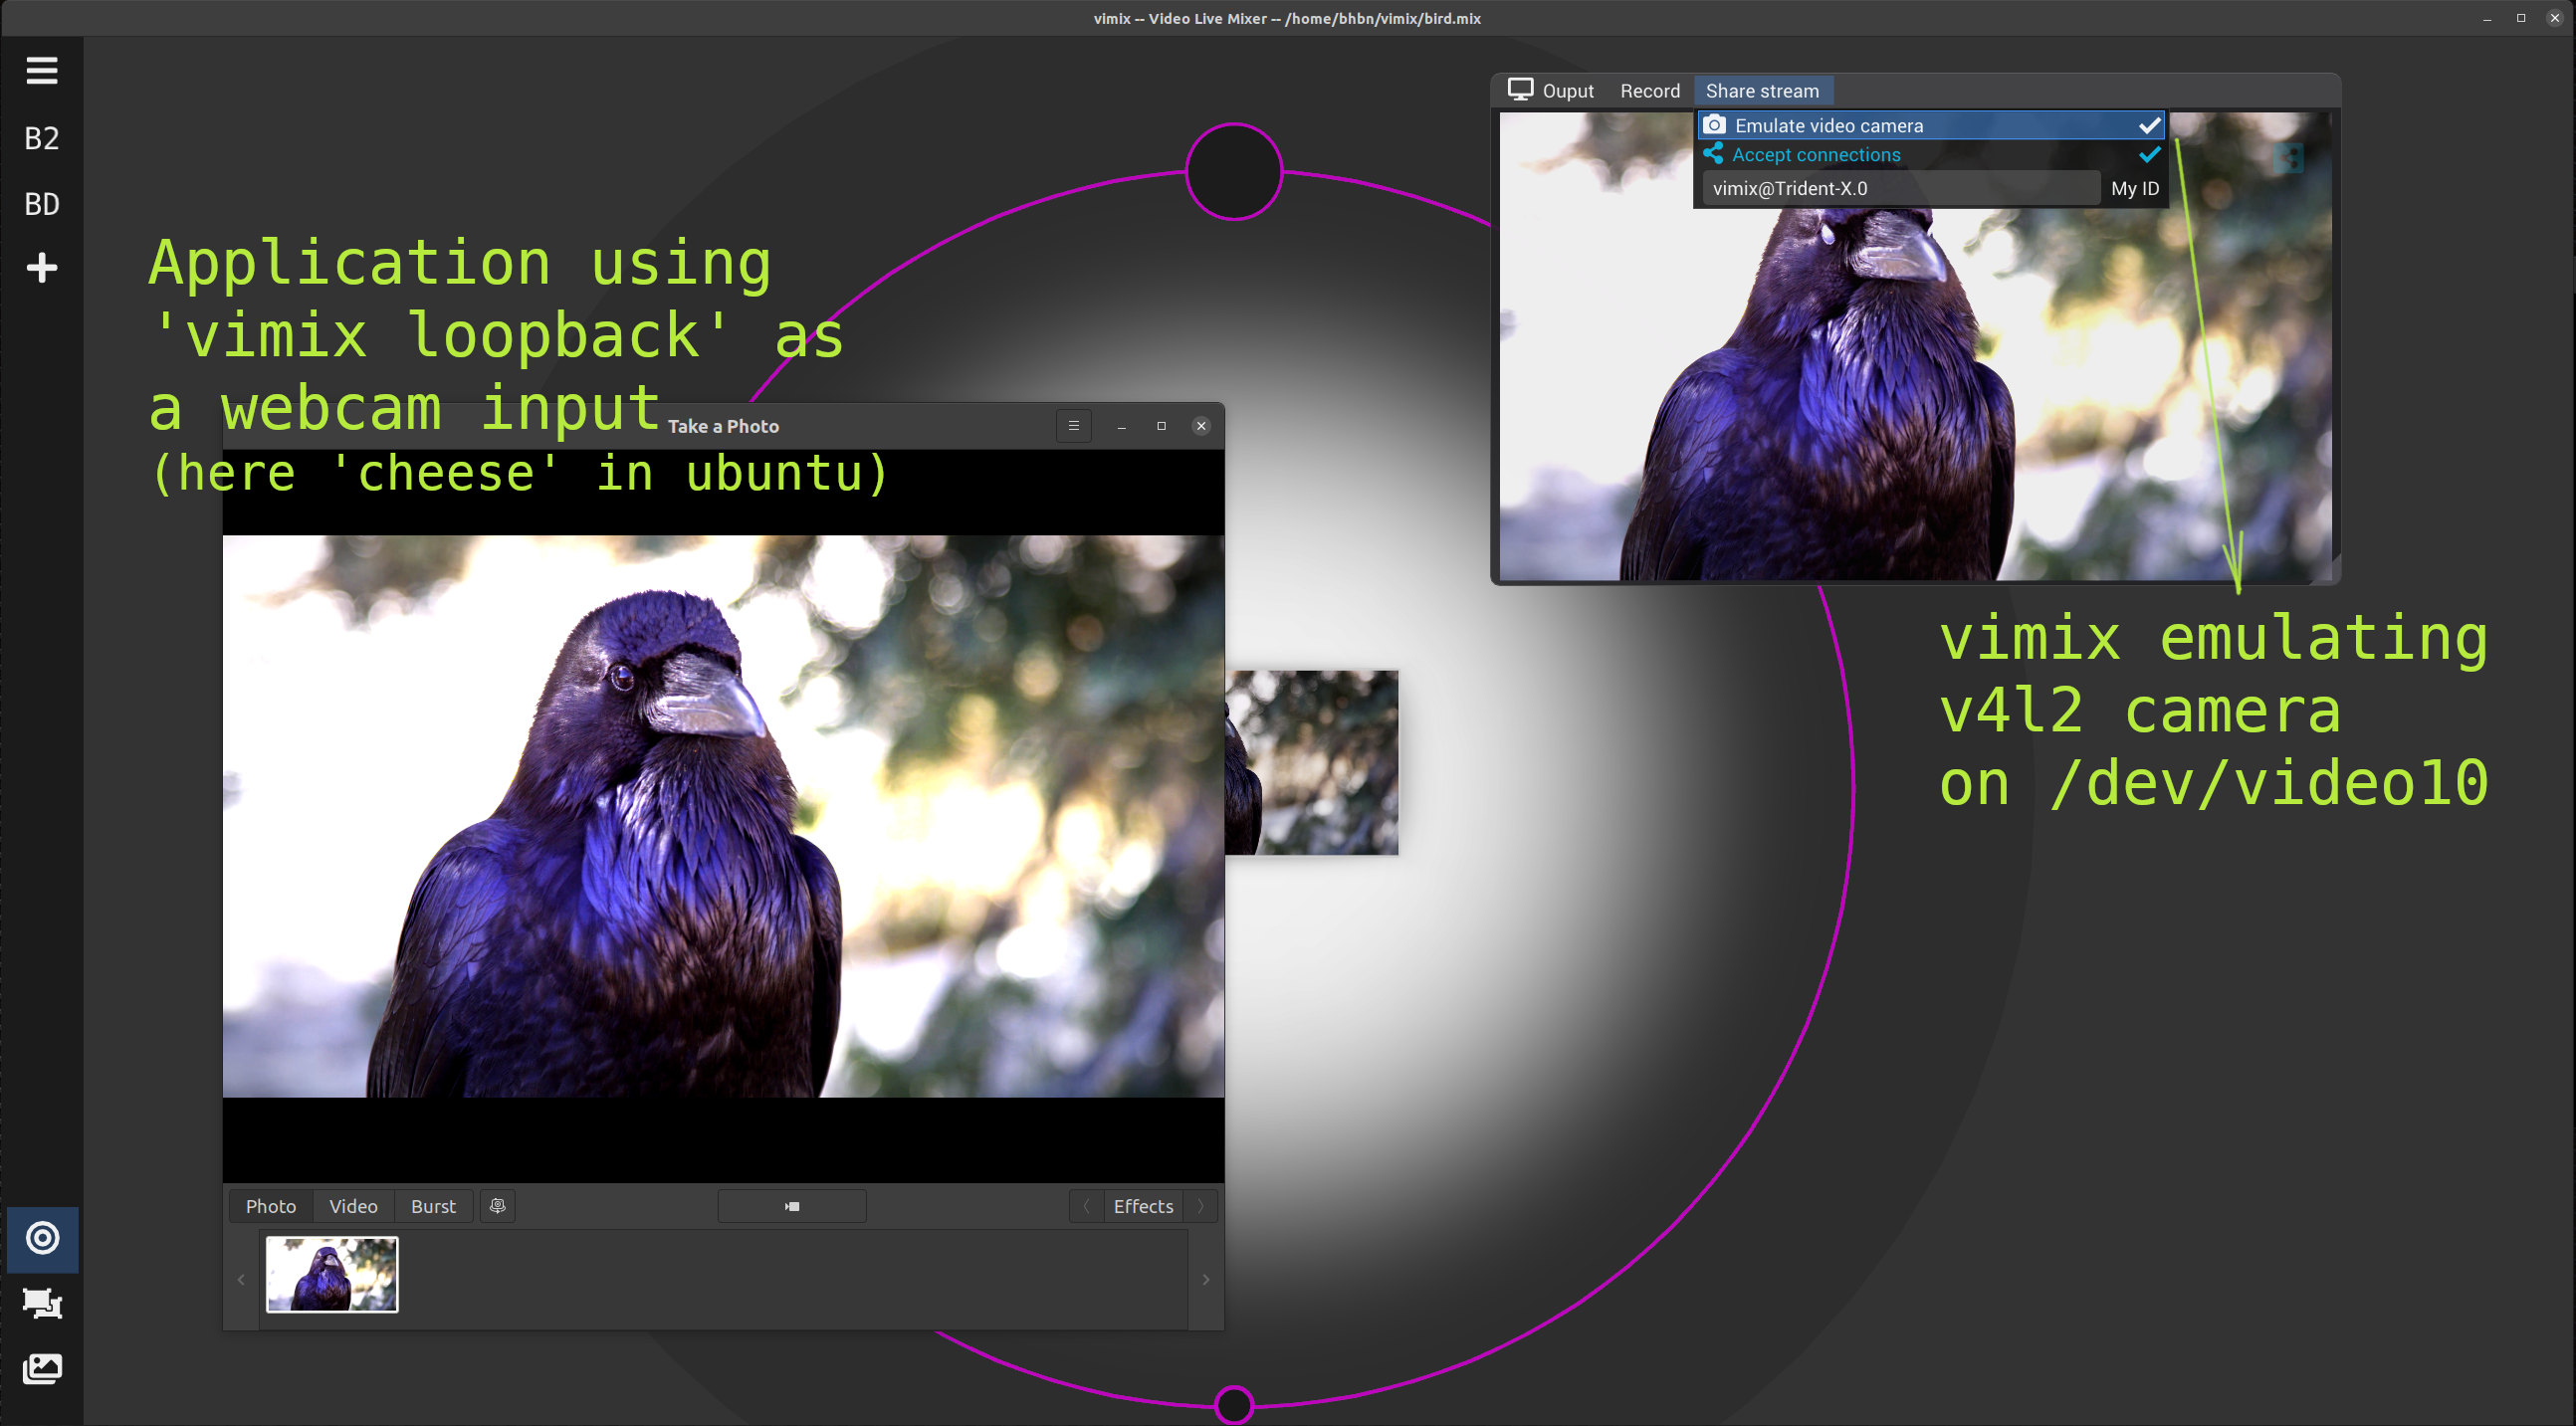 vimix -- Video Live Mixer -- /home/bhbn/vimix/bird.mix
B2
BD
Ouput Record Share stream
Emulate video camera
Accept connections
vimix@Trident-X.0 My ID
Application using
'vimix loopback' as
a webcam input
(here 'cheese' in ubuntu)
Take a Photo
vimix emulating
v4l2 camera
on /dev/video10
Photo Video Burst Effects